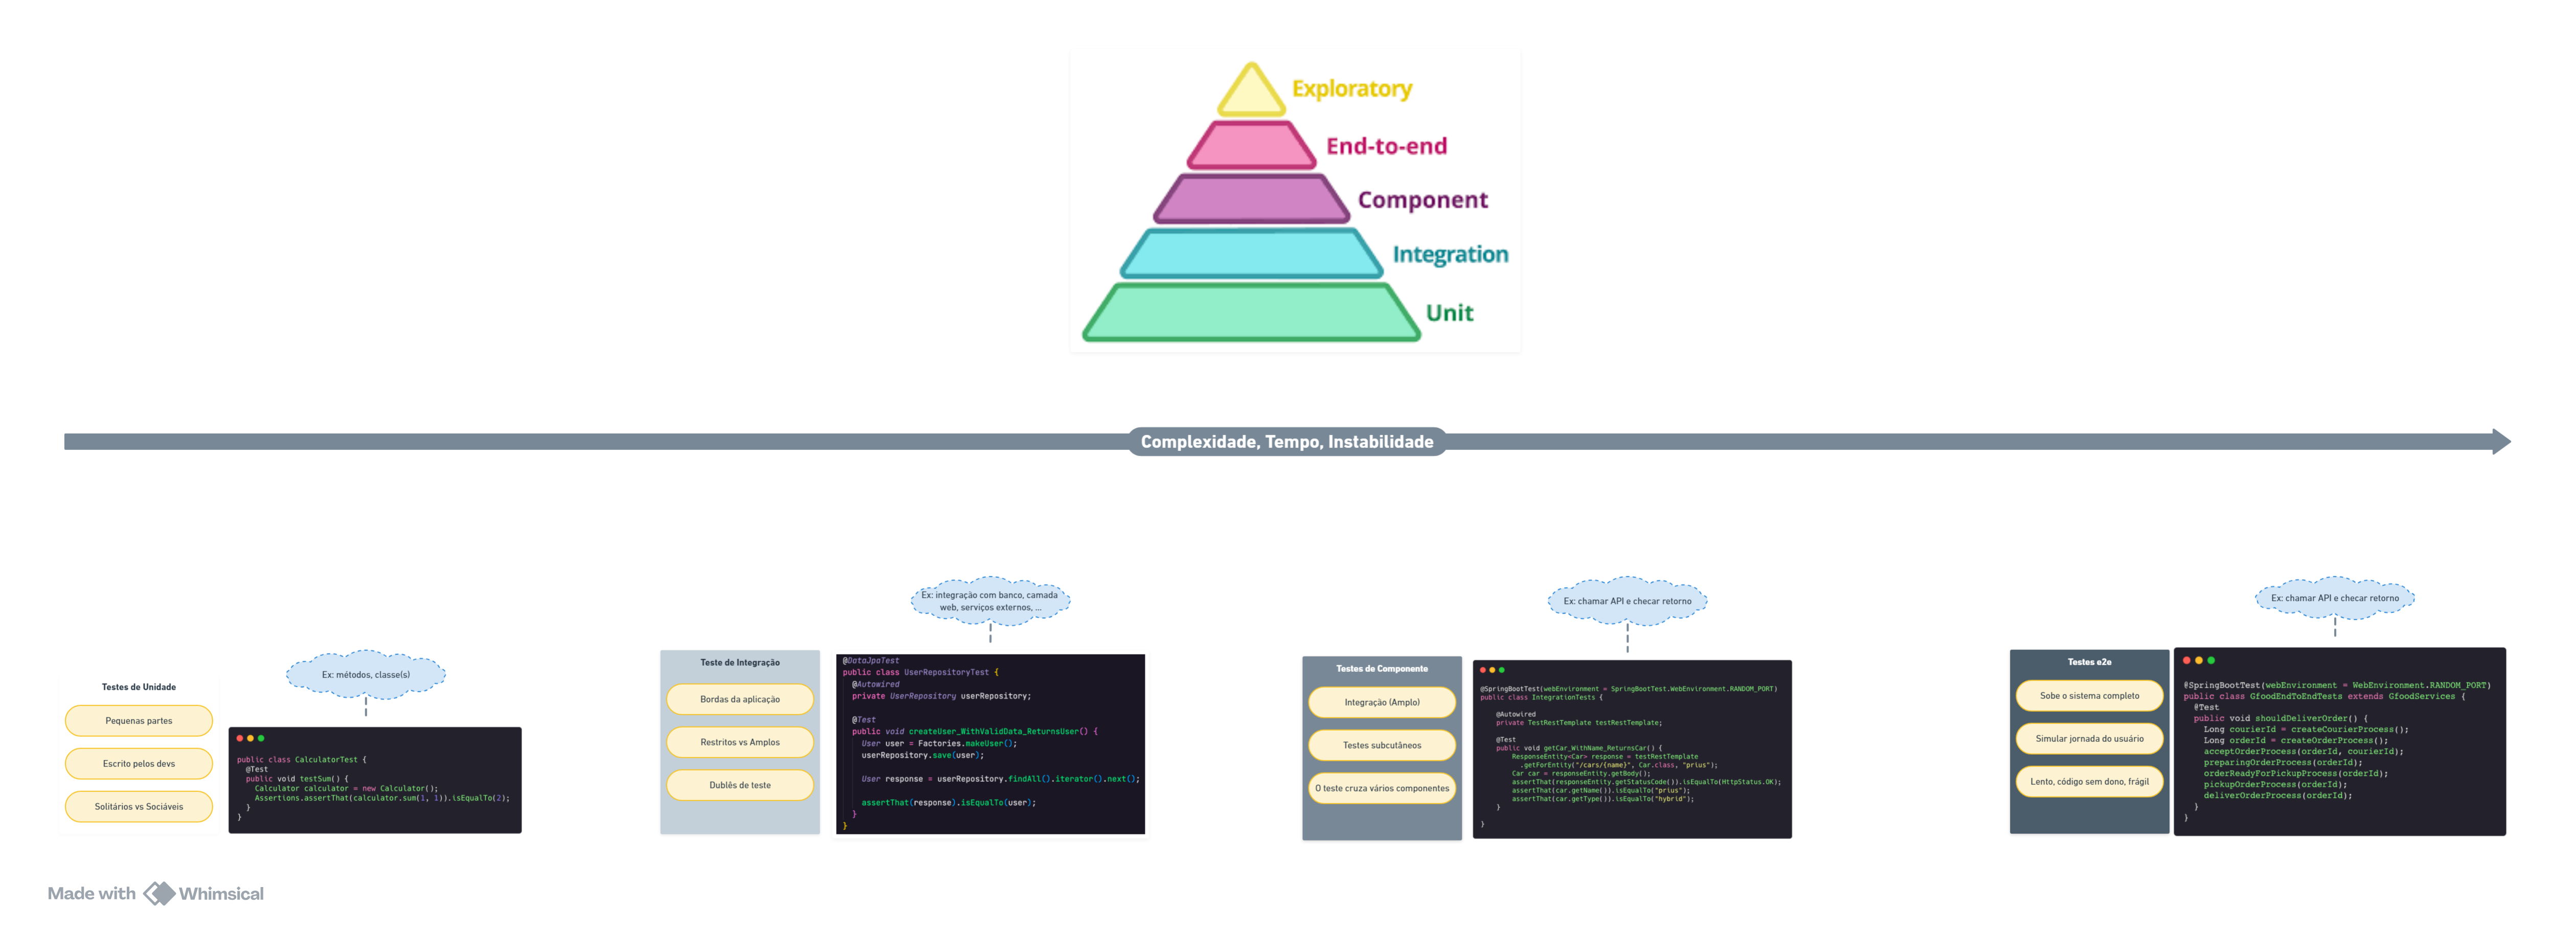 Exploratory
End-to-end
Component
Integration
Unit
Complexidade, Tempo, Instabilidade
Testes de Unidade
Pequenas partes
Escrito pelos devs
Solitários vs Sociáveis
Ex: métodos, classe(s)
public class CalculatorTest {
@Test
public void testSum() {
Calculator calculator = new Calculator();
Assertions.assertThat(calculator.sum(1, 1)).isEqualTo(2);
}
}
Teste de Integração
Bordas da aplicação
Restritos vs Amplos
Dublês de teste
Ex: integração com banco, camada
web, serviços externos, ...
@DataJpaTest
public class UserRepositoryTest {
@Autowired
private UserRepository userRepository;
@Test
public void createUser_WithValidData_ReturnsUser() {
User user = Factories.makeUser();
userRepository.save(user);
User response = userRepository.findAll().iterator().next();
assertThat(response).isEqualTo(user);
}
}
Testes de Componente
Integração (Amplo)
Testes subcutâneos
O teste cruza vários componentes
Ex: chamar API e checar retorno
@SpringBootTest(webEnvironment = SpringBootTest.WebEnvironment.RANDOM_PORT)
public class IntegrationTests {
@Autowired
private TestRestTemplate testRestTemplate;
@Test
public void getCar_WithName_ReturnsCar() {
ResponseEntity<Car> response = testRestTemplate
.getForEntity("/cars/{name}", Car.class, "prius");
Car car = responseEntity.getBody();
assertThat(responseEntity.getStatusCode()).isEqualTo(HttpStatus.OK);
assertThat(car.getName()).isEqualTo("prius");
assertThat(car.getType()).isEqualTo("hybrid");
}
}
Testes e2e
Sobe o sistema completo
Simular jornada do usuário
Lento, código sem dono, frágil
Ex: chamar API e checar retorno
@SpringBootTest(webEnvironment = WebEnvironment.RANDOM_PORT)
public class GfoodEndToEndTests extends GfoodServices {
@Test
public void shouldDeliverOrder() {
Long courierId = createCourierProcess();
Long orderId = createOrderProcess();
acceptOrderProcess(orderId, courierId);
preparingOrderProcess(orderId);
orderReadyForPickupProcess(orderId);
pickupOrderProcess(orderId);
deliverOrderProcess(orderId);
}
}
Made with Whimsical